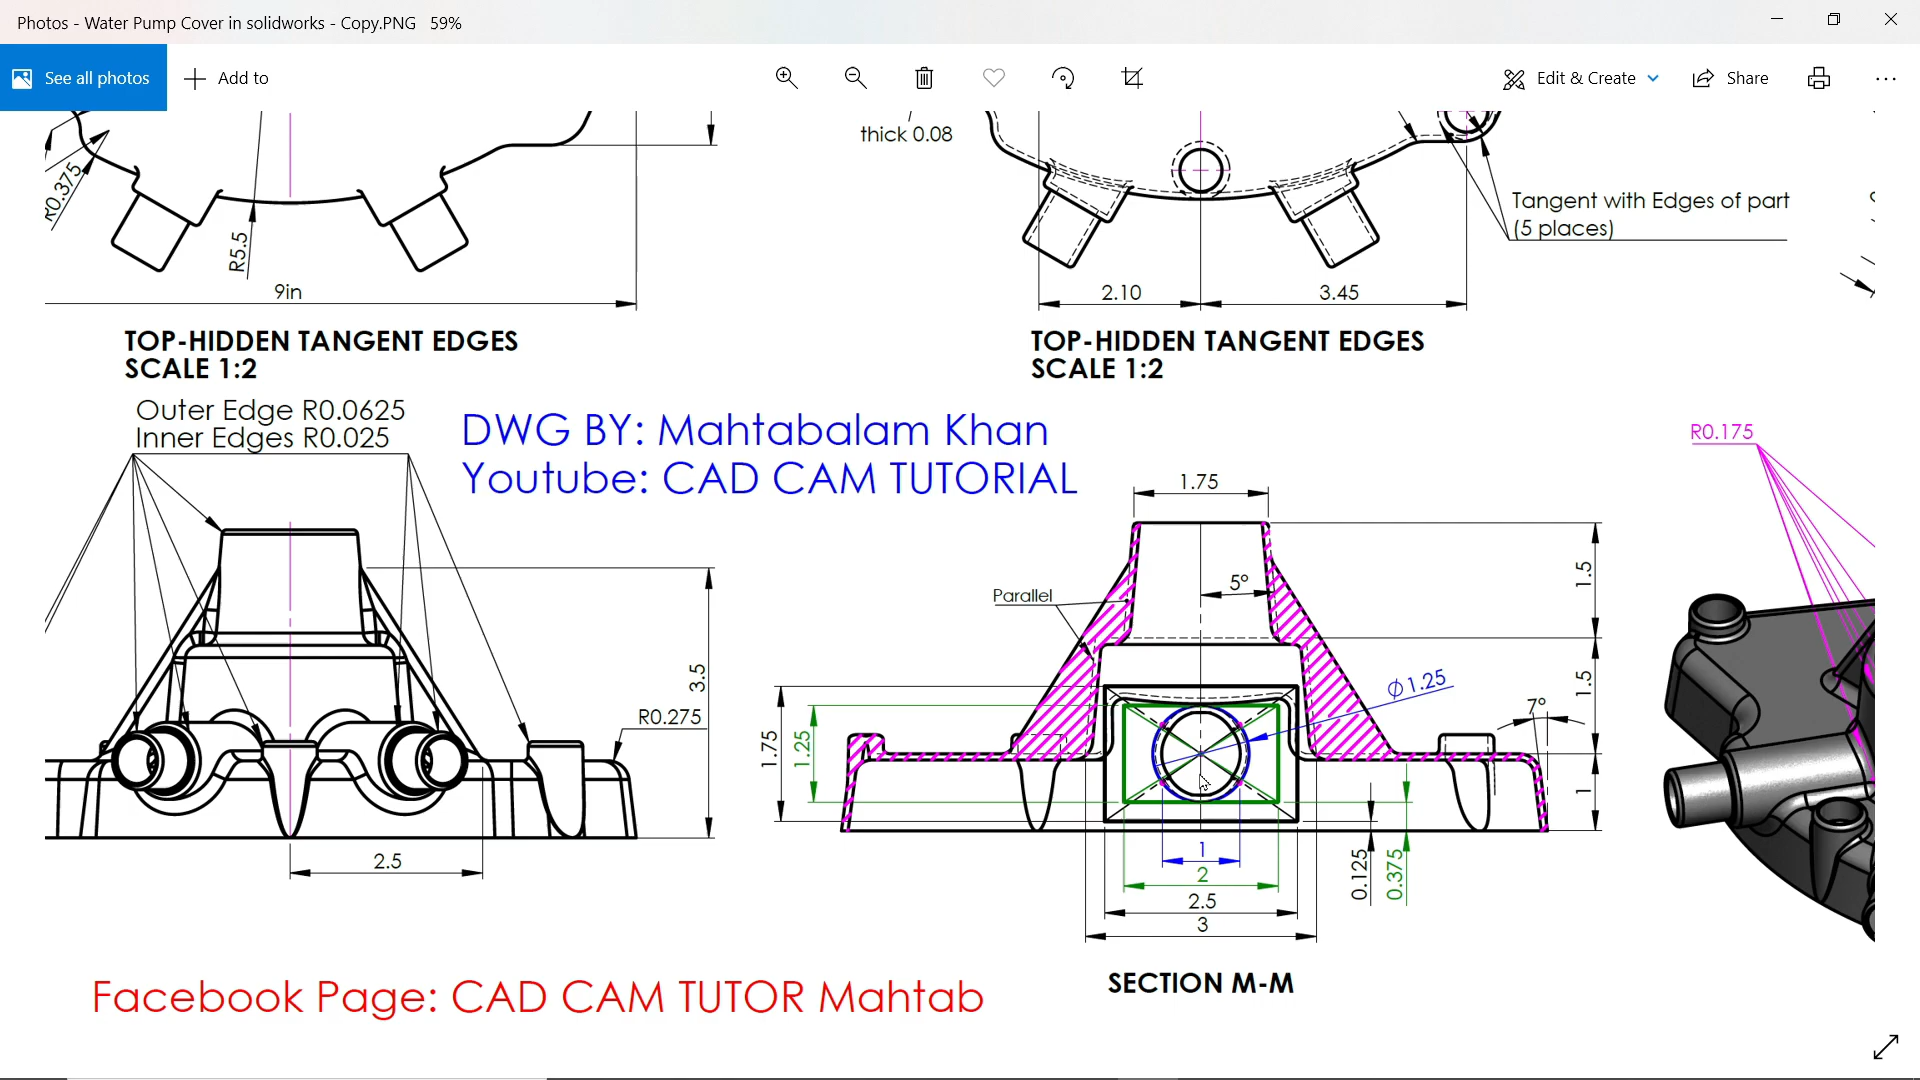 Photos - Water Pump Cover in solidworks - Copy.PNG 59%
See all photos
Add to
Edit & Create
Share
thick 0.08
R0.375
R5.5
Tangent with Edges of part
(5 places)
9in
2.10
3.45
TOP-HIDDEN TANGENT EDGES
SCALE 1:2
TOP-HIDDEN TANGENT EDGES
SCALE 1:2
Outer Edge R0.0625
Inner Edges R0.025
DWG BY: Mahtabalam Khan
Youtube: CAD CAM TUTORIAL
R0.175
1.75
Parallel
5°
1.5
3.5
R0.275
1.75
1.25
Ø1.25
1.5
7°
1
2.5
1
2
2.5
3
0.125
0.375
SECTION M-M
Facebook Page: CAD CAM TUTOR Mahtab